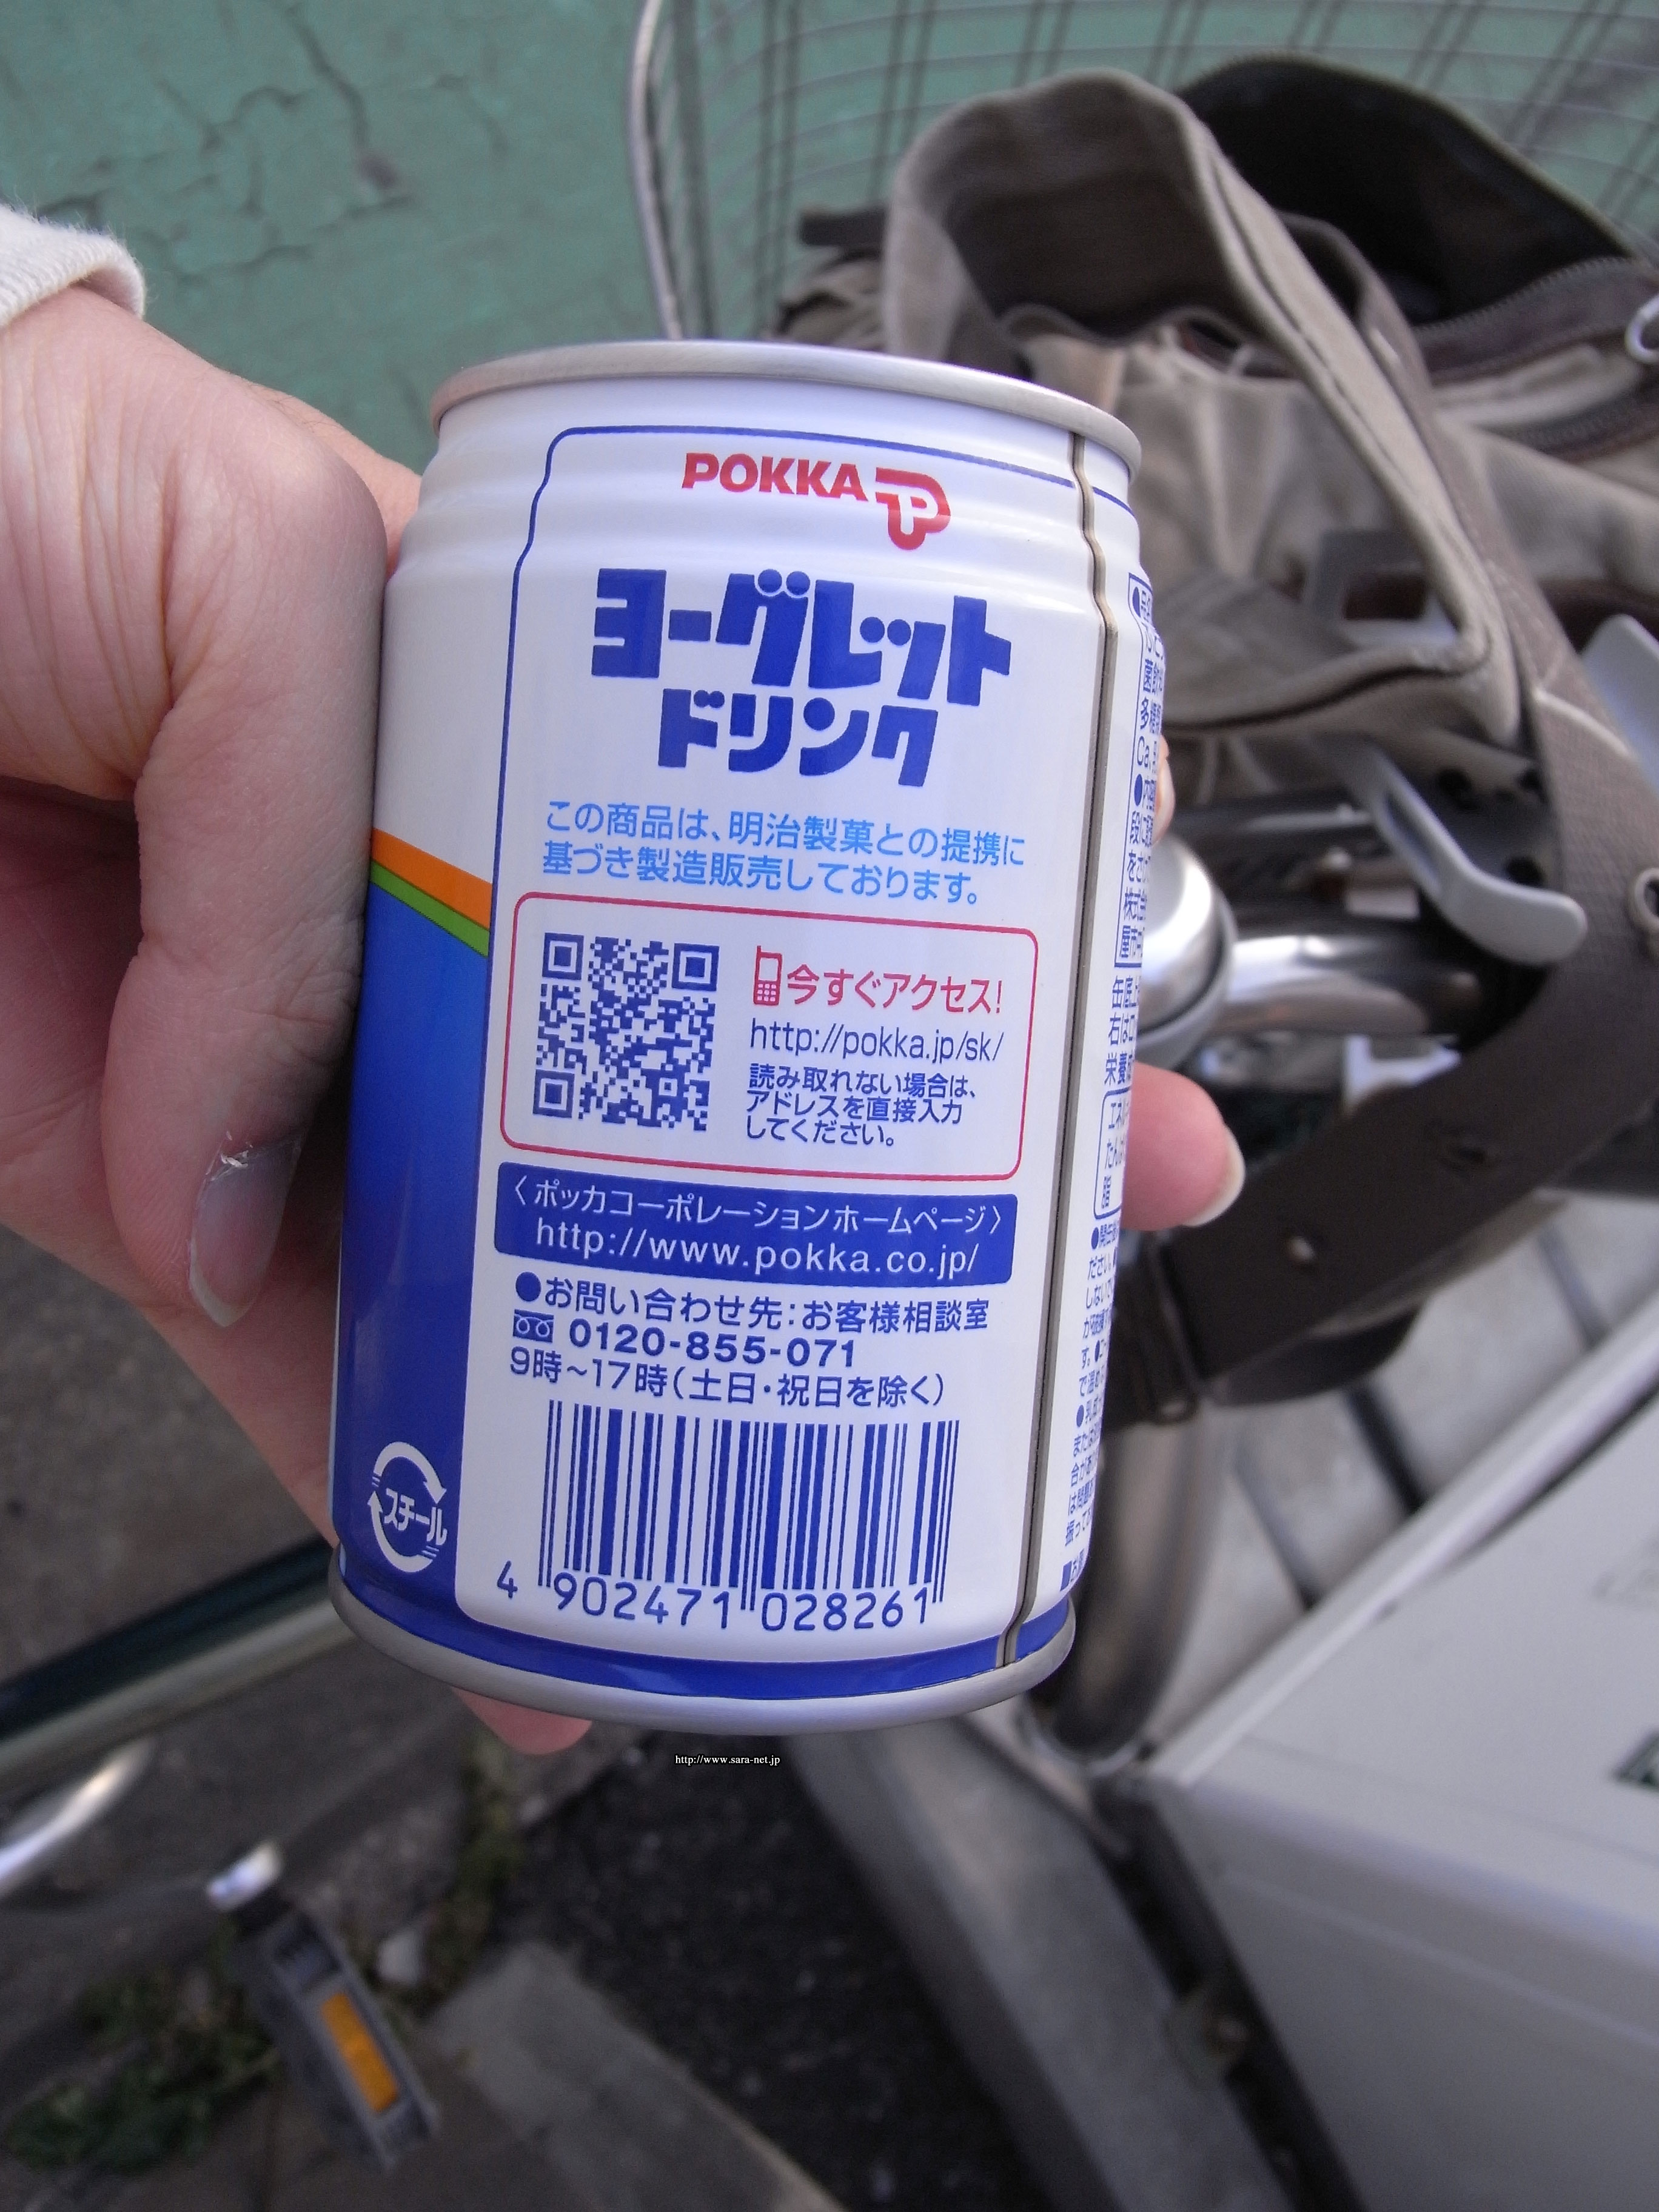 POKKA
ヨーグレット
ドリンク
この商品は、明治製菓との提携に
基づき製造販売しております。
今すぐアクセス!
http://pokka.jp/sk/
読み取れない場合は、
アドレスを直接入力
してください。
〈ポッカコーポレーションホームページ〉
http://www.pokka.co.jp/
●お問い合わせ先:お客様相談室
0120-855-071
9時~17時(土日・祝日を除く)
スチール
4 902471 028261
http://www.sara-net.jp